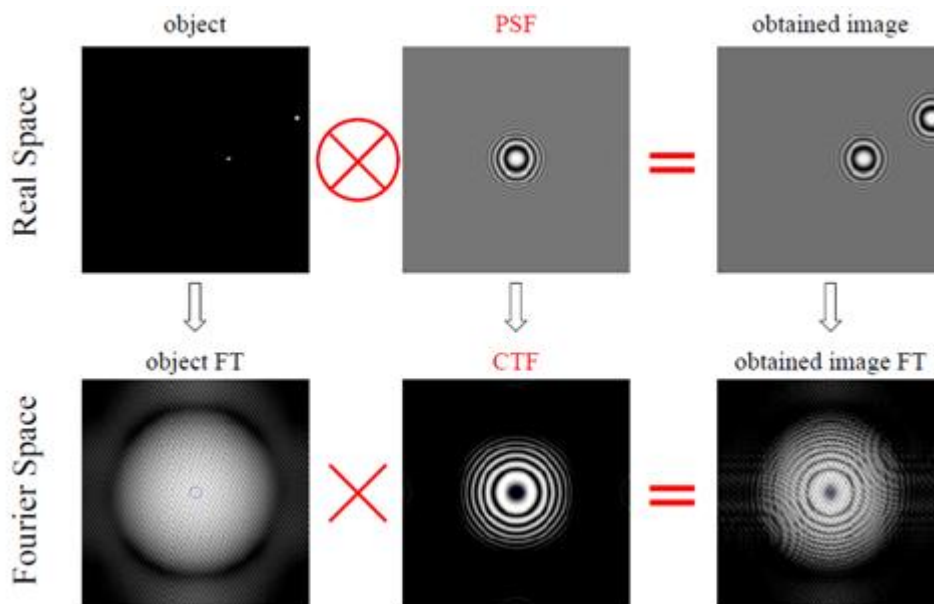 object
PSF
obtained image
Real Space
object FT
CTF
obtained image FT
Fourier Space